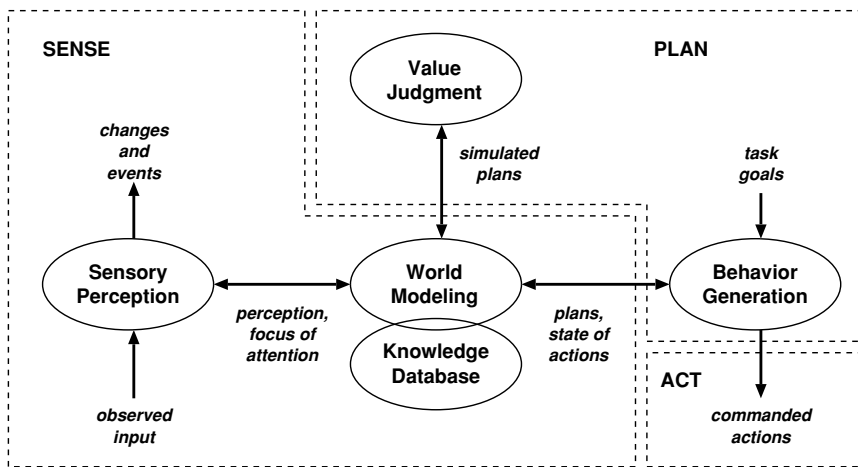 SENSE
PLAN
Value
Judgment
changes
and
events
simulated
plans
task
goals
Sensory
Perception
World
Modeling
Behavior
Generation
perception,
focus of
attention
plans,
state of
actions
Knowledge
Database
ACT
observed
input
commanded
actions